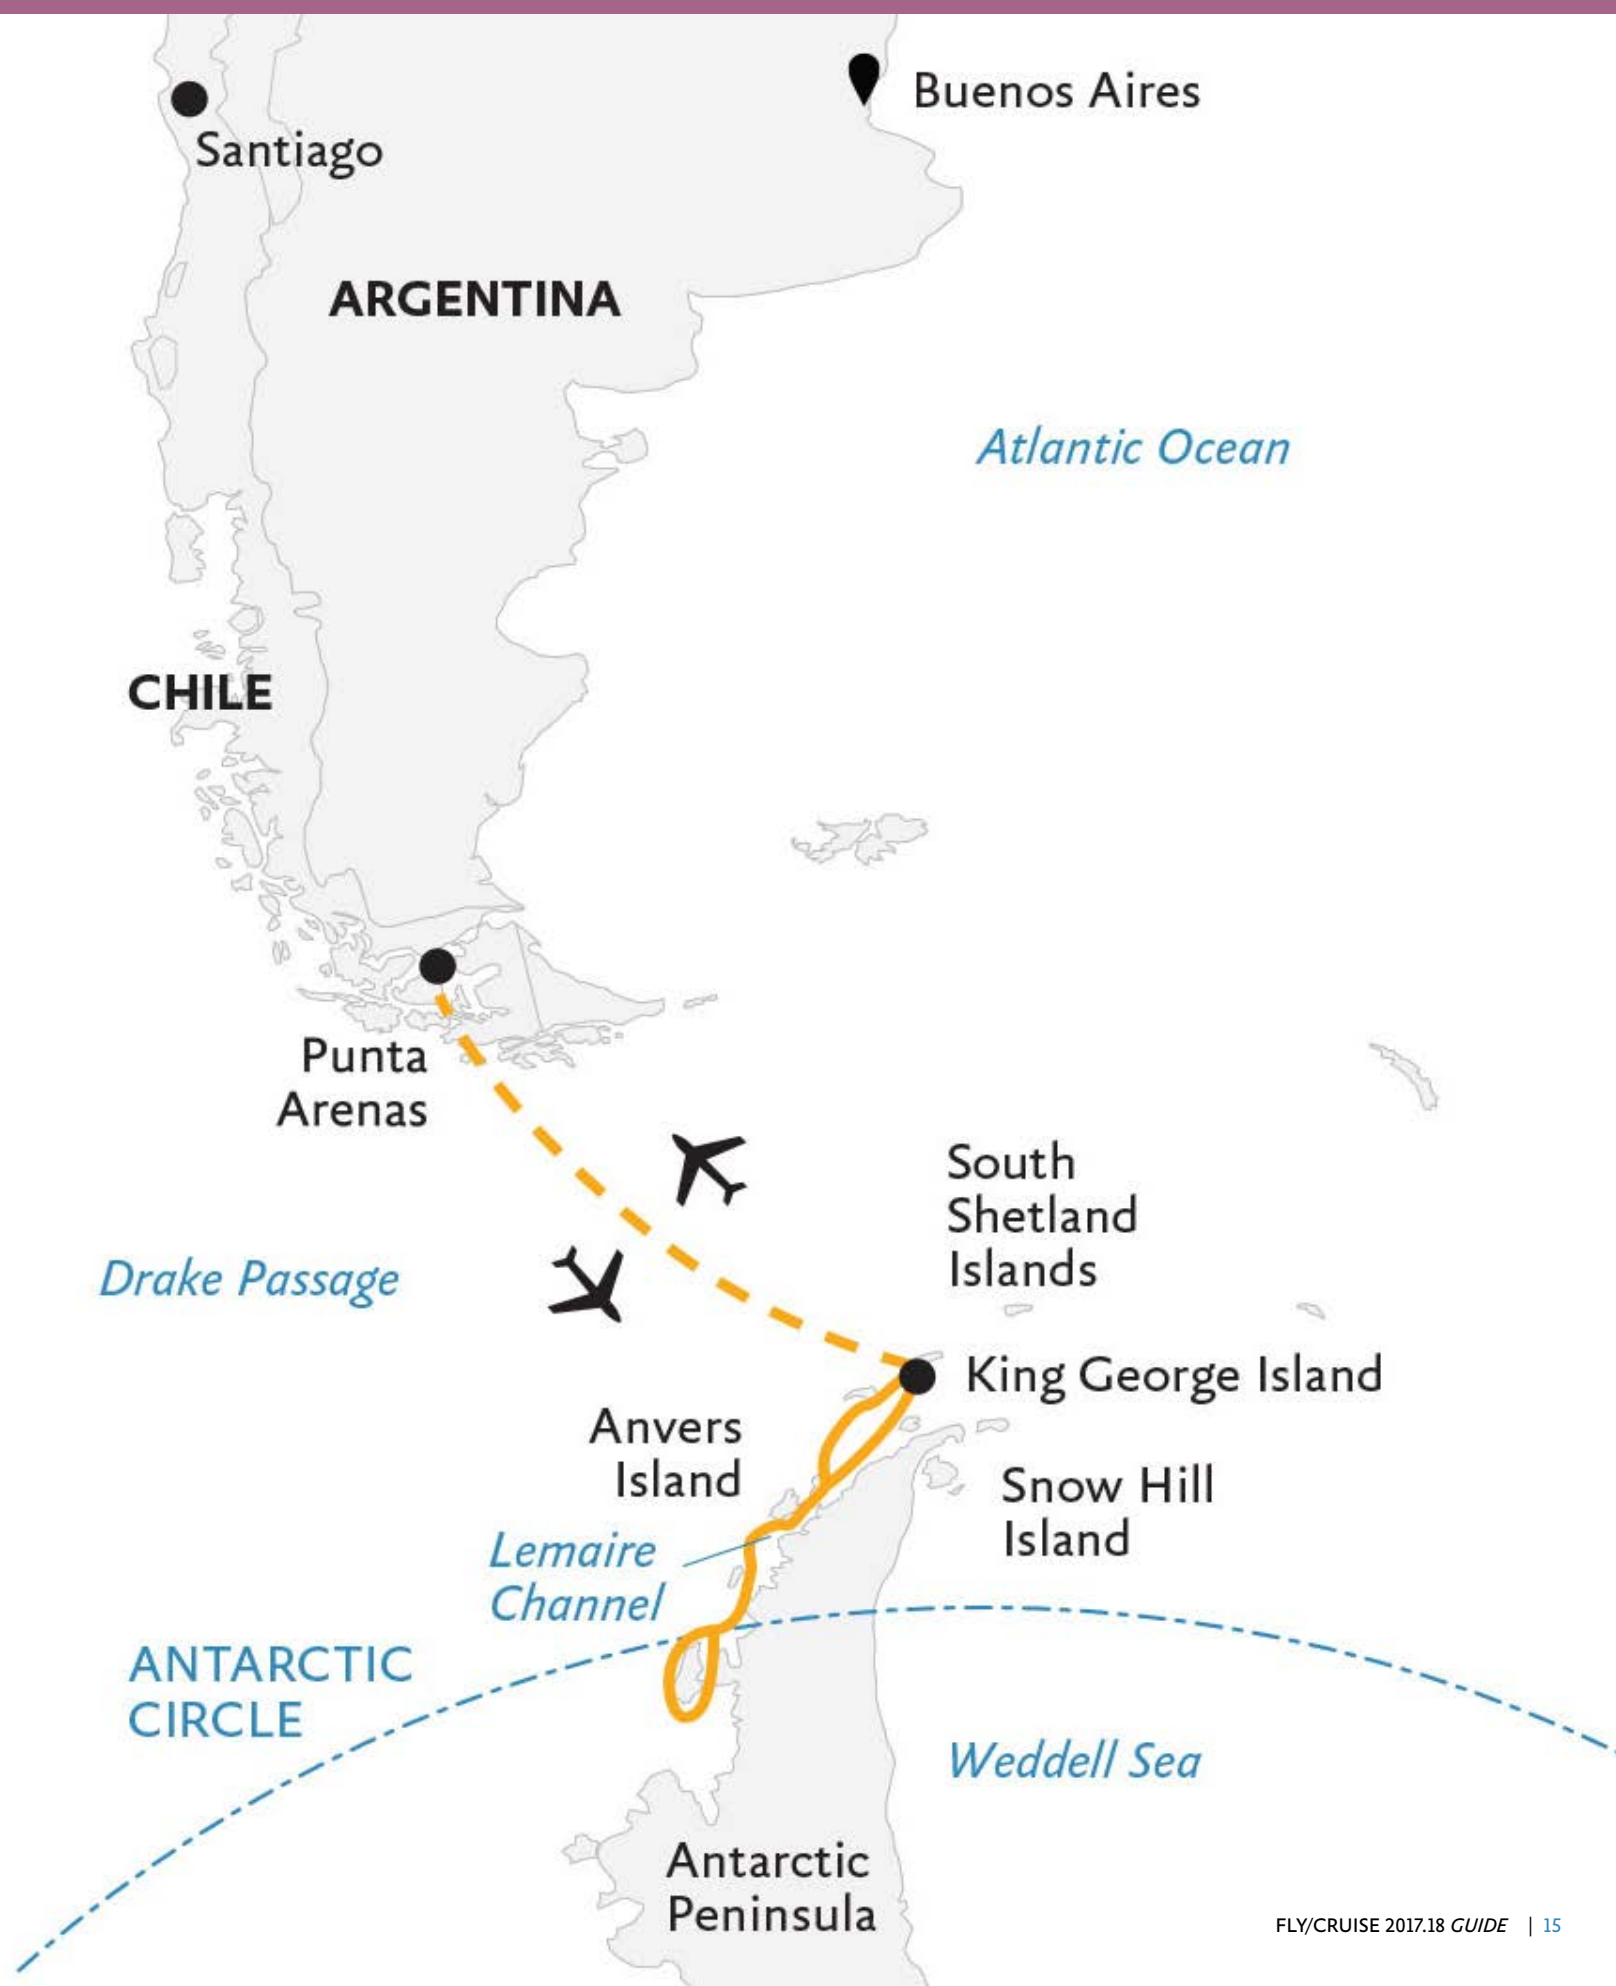 Buenos Aires
Santiago
ARGENTINA
Atlantic Ocean
CHILE
Punta
Arenas
South
Shetland
Islands
Drake Passage
King George Island
Anvers
Island
Snow Hill
Island
Lemaire
Channel
ANTARCTIC
CIRCLE
Weddell Sea
Antarctic
Peninsula
FLY/CRUISE 2017.18 GUIDE | 15